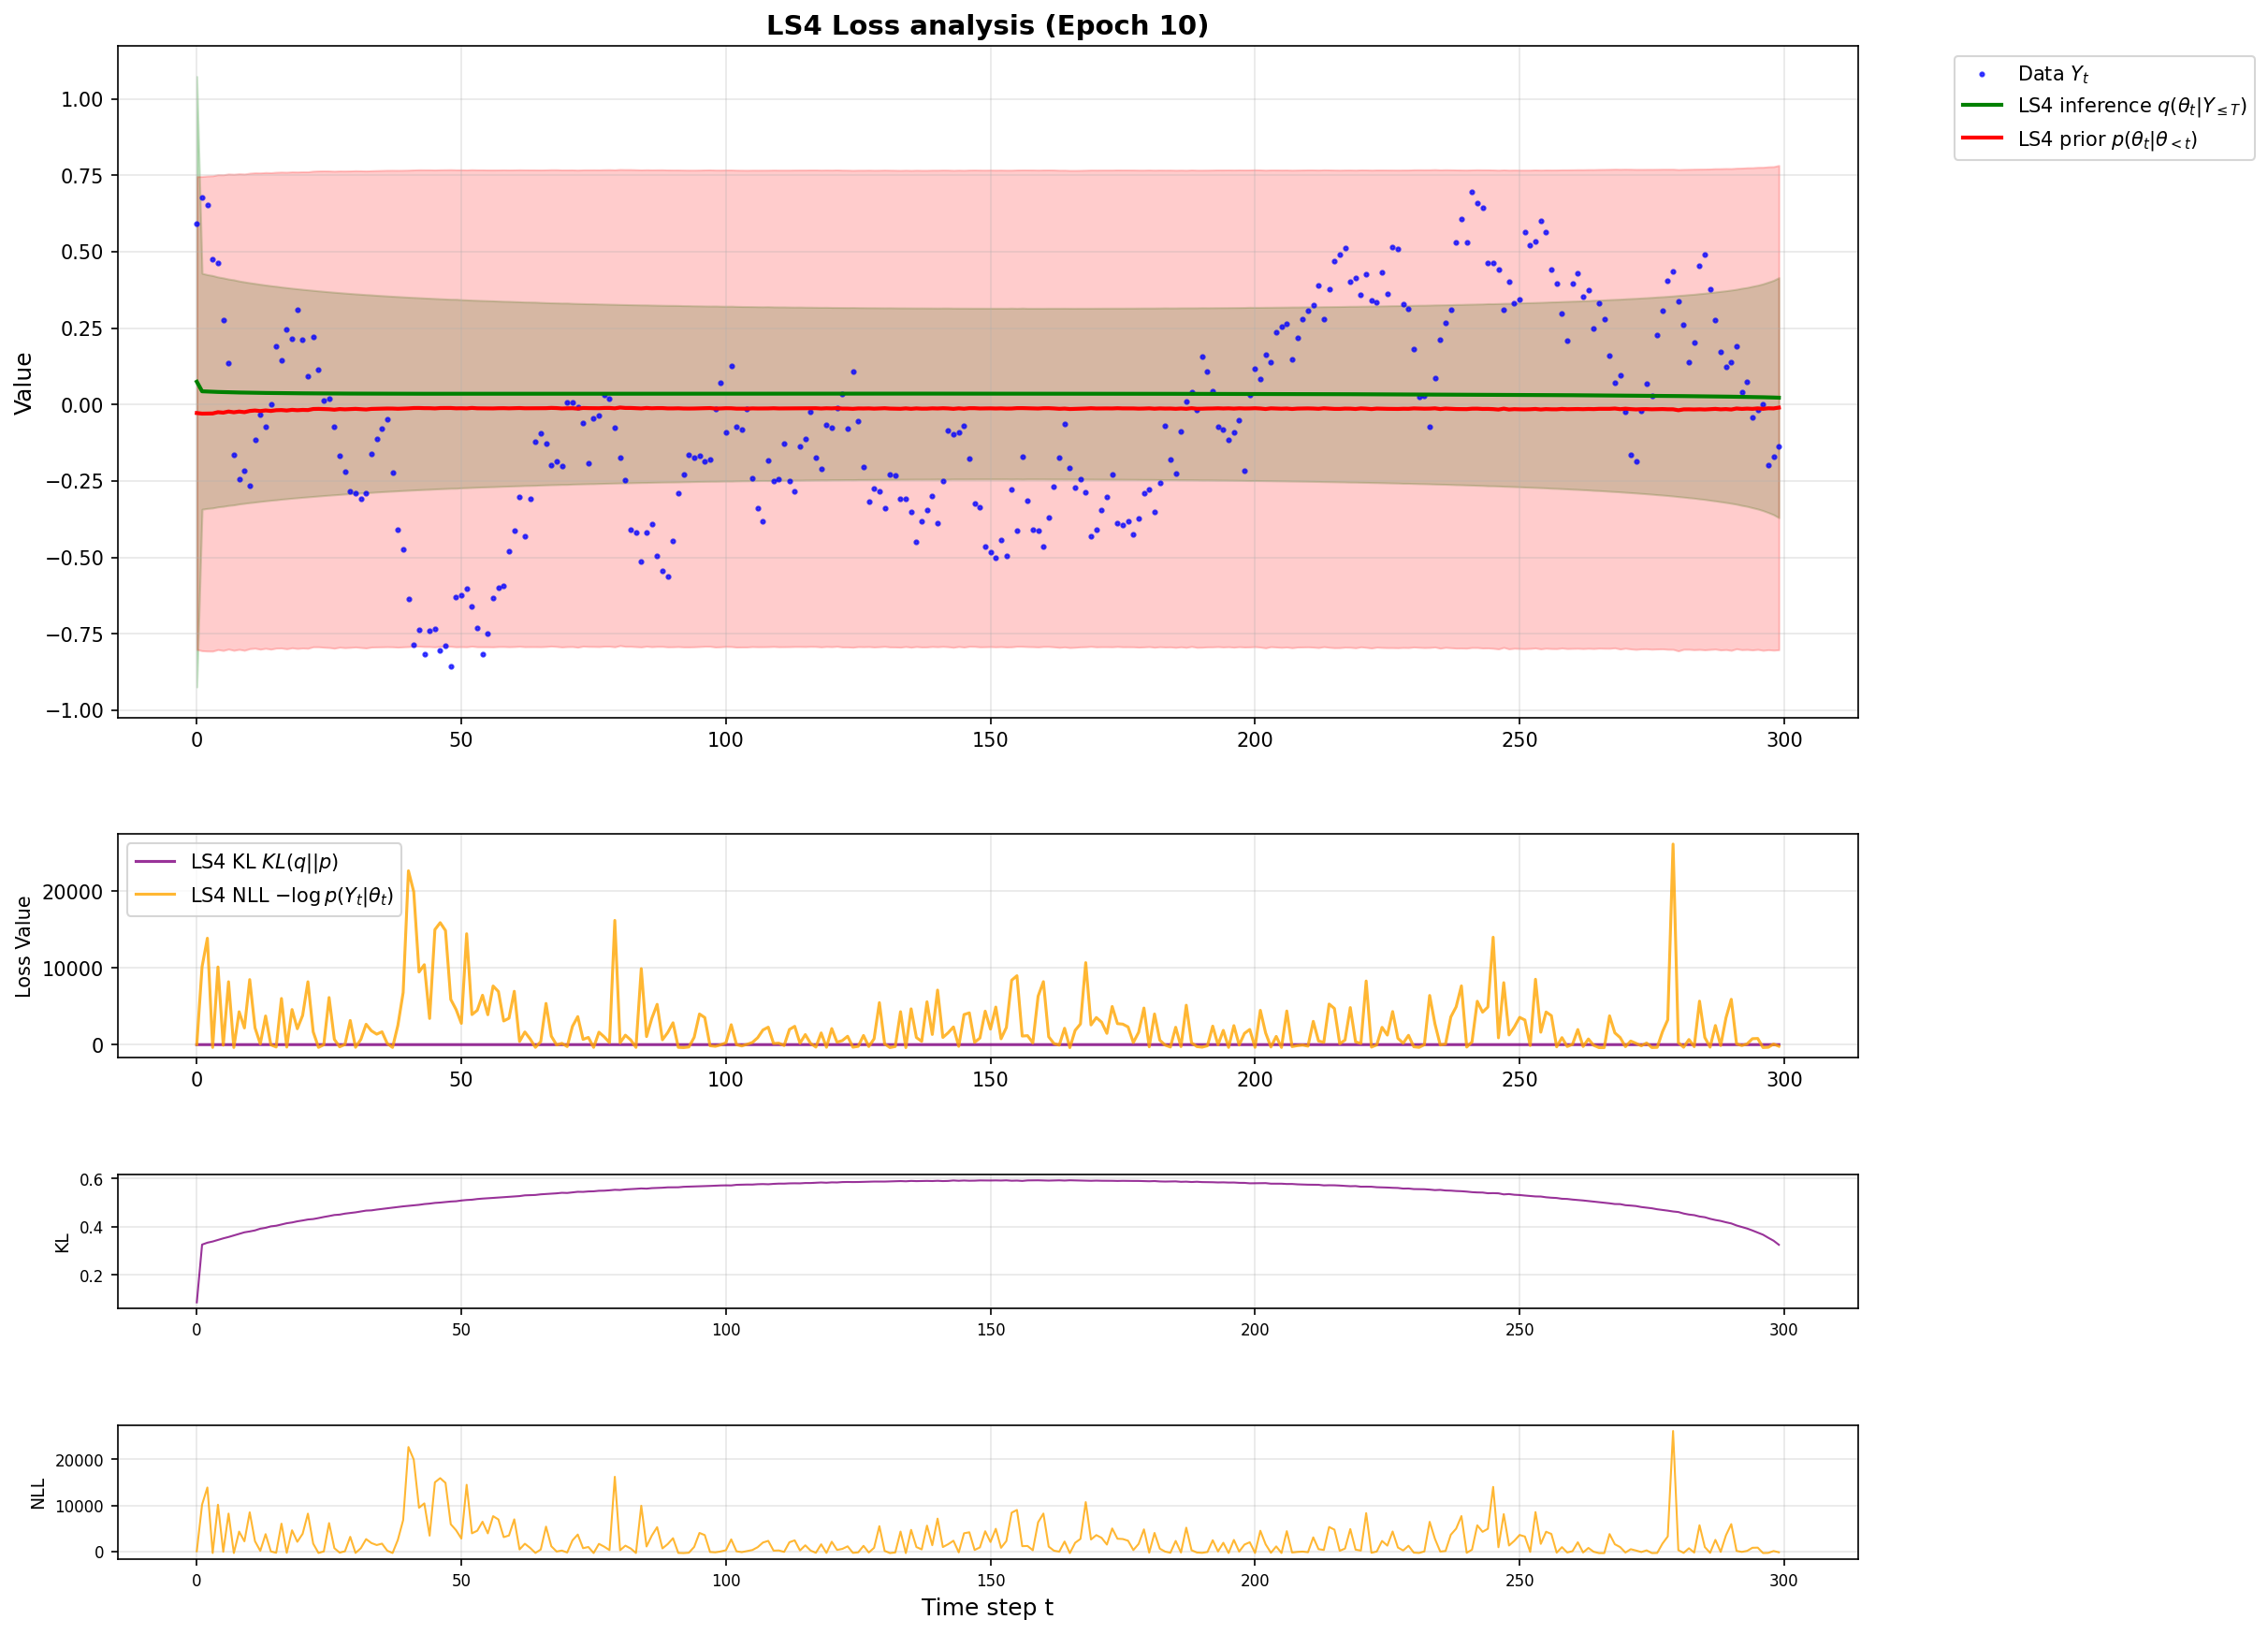 LS4 Loss analysis (Epoch 10)
Data Y_t
LS4 inference q(θ_t|Y_{≤T})
LS4 prior p(θ_t|θ_{<t})
Value
1.00
0.75
0.50
0.25
0.00
−0.25
−0.50
−0.75
−1.00
0 50 100 150 200 250 300
LS4 KL KL(q||p)
LS4 NLL −log p(Y_t|θ_t)
Loss Value
20000
10000
0
0 50 100 150 200 250 300
KL
0.6
0.4
0.2
0 50 100 150 200 250 300
NLL
20000
10000
0
0 50 100 150 200 250 300
Time step t